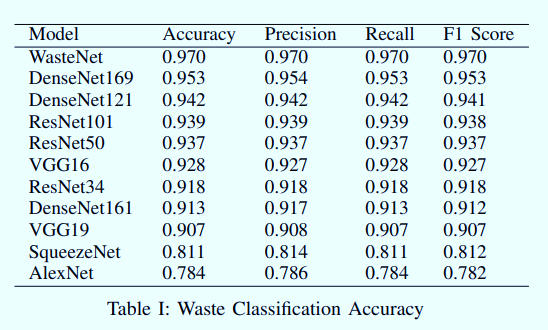 Model Accuracy Precision Recall F1 Score
WasteNet 0.970 0.970 0.970 0.970
DenseNet169 0.953 0.954 0.953 0.953
DenseNet121 0.942 0.942 0.942 0.941
ResNet101 0.939 0.939 0.939 0.938
ResNet50 0.937 0.937 0.937 0.937
VGG16 0.928 0.927 0.928 0.927
ResNet34 0.918 0.918 0.918 0.918
DenseNet161 0.913 0.917 0.913 0.912
VGG19 0.907 0.908 0.907 0.907
SqueezeNet 0.811 0.814 0.811 0.812
AlexNet 0.784 0.786 0.784 0.782
Table I: Waste Classification Accuracy